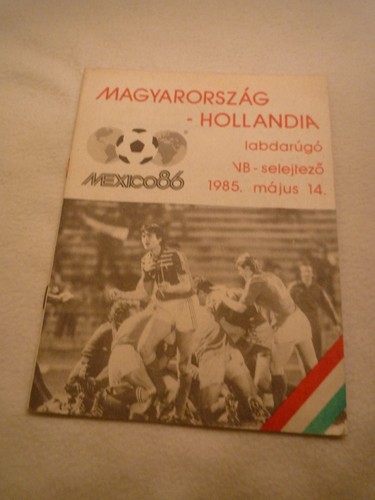 MAGYARORSZÁG
- HOLLANDIA
labdarúgó
VB - selejtező
1985. május 14.
MEXICO86